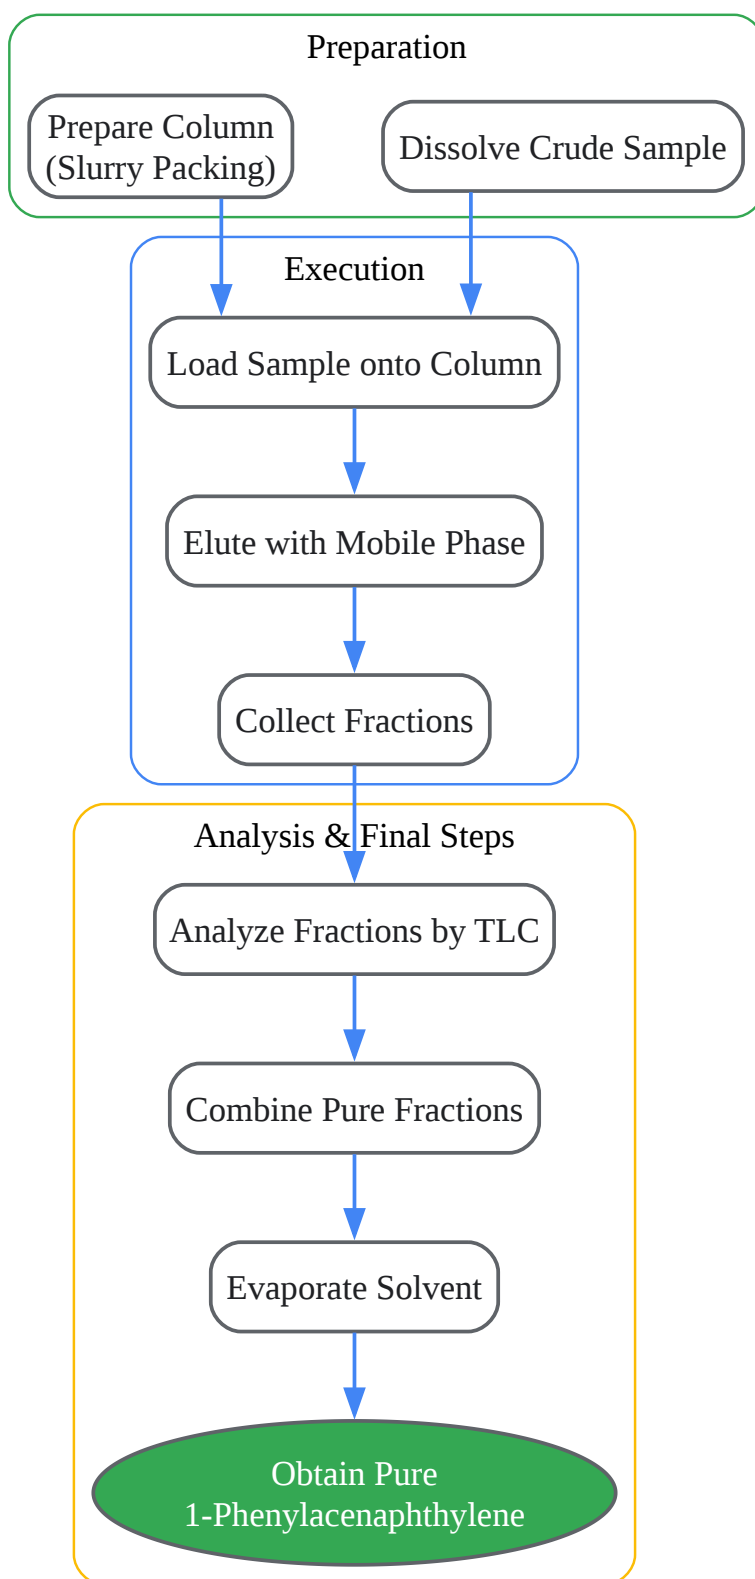 Preparation
Prepare Column
(Slurry Packing)
Dissolve Crude Sample
Execution
Load Sample onto Column
Elute with Mobile Phase
Collect Fractions
Analysis & Final Steps
Analyze Fractions by TLC
Combine Pure Fractions
Evaporate Solvent
Obtain Pure
1-Phenylacenaphthylene